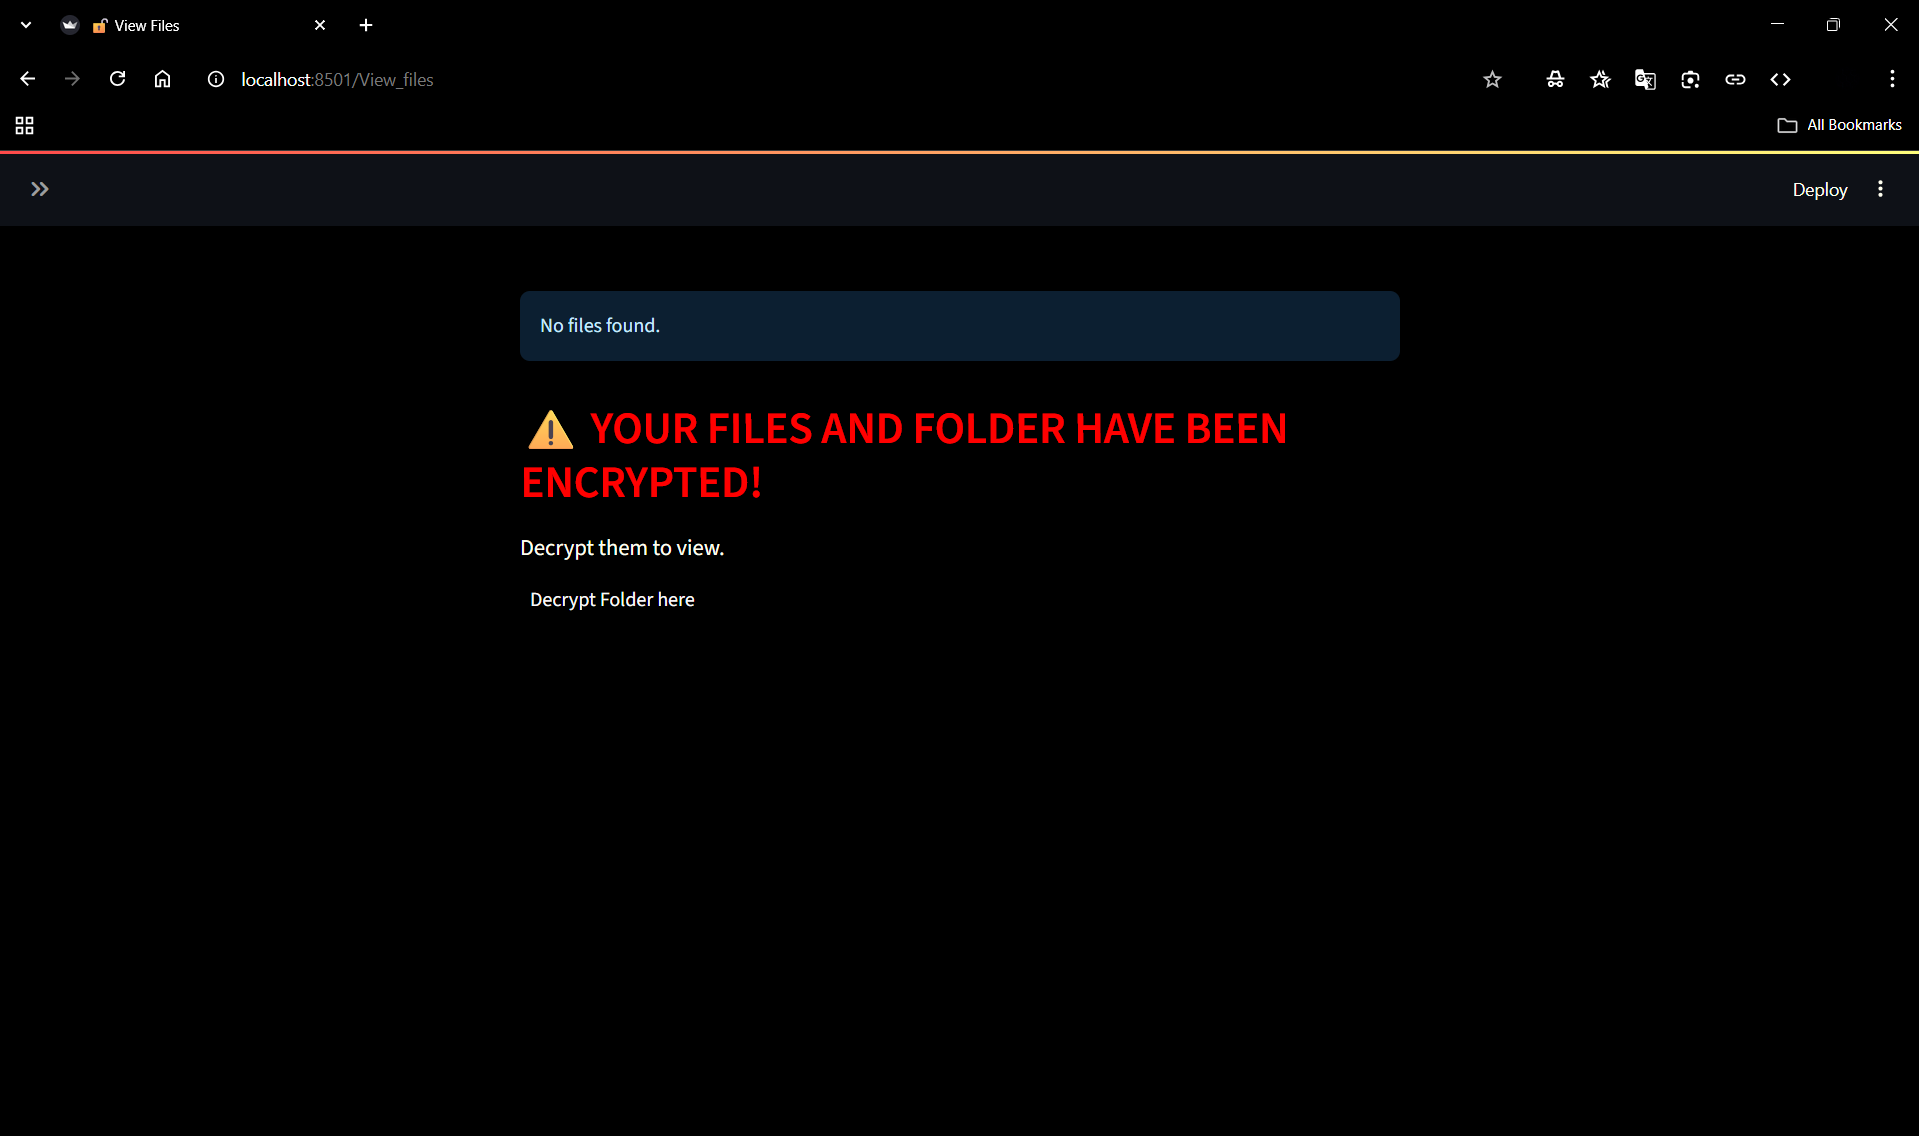 View Files
localhost:8501/View_files
All Bookmarks
Deploy
No files found.
YOUR FILES AND FOLDER HAVE BEEN
ENCRYPTED!
Decrypt them to view.
Decrypt Folder here